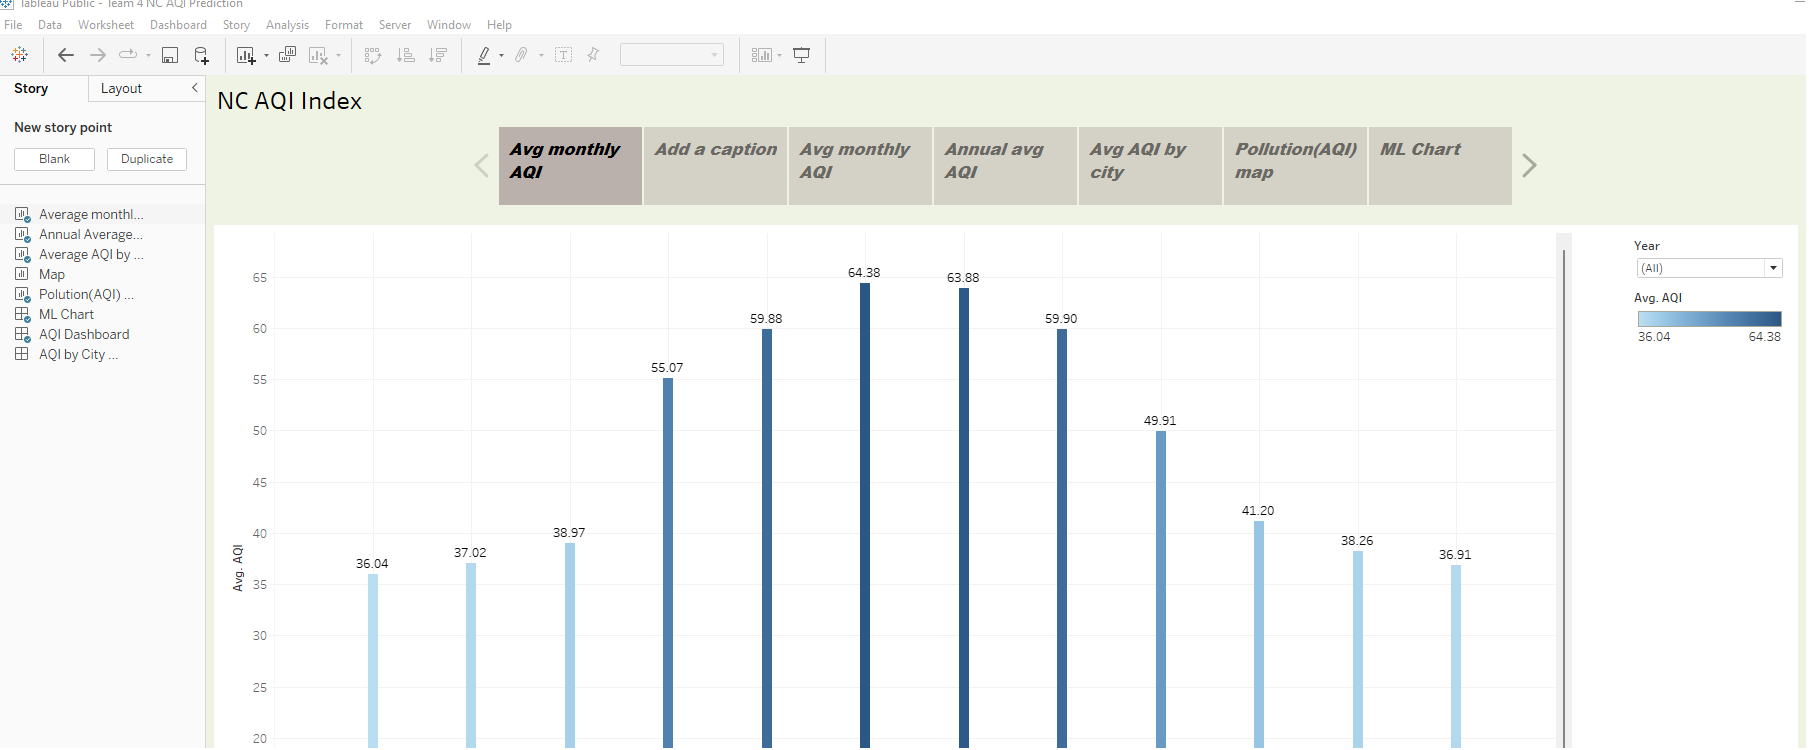 Tableau Public - Team 4 NC AQI Prediction
File Data Worksheet Dashboard Story Analysis Format Server Window Help
Story Layout
New story point
Blank Duplicate
Average monthl...
Annual Average...
Average AQI by ...
Map
Polution(AQI) ...
ML Chart
AQI Dashboard
AQI by City ...
NC AQI Index
Avg monthly
AQI
Add a caption
Avg monthly
AQI
Annual avg
AQI
Avg AQI by
city
Pollution(AQI)
map
ML Chart
Avg. AQI
65
60
55
50
45
40
35
30
25
20
36.04
37.02
38.97
55.07
59.88
64.38
63.88
59.90
49.91
41.20
38.26
36.91
Year
(All)
Avg. AQI
36.04 64.38